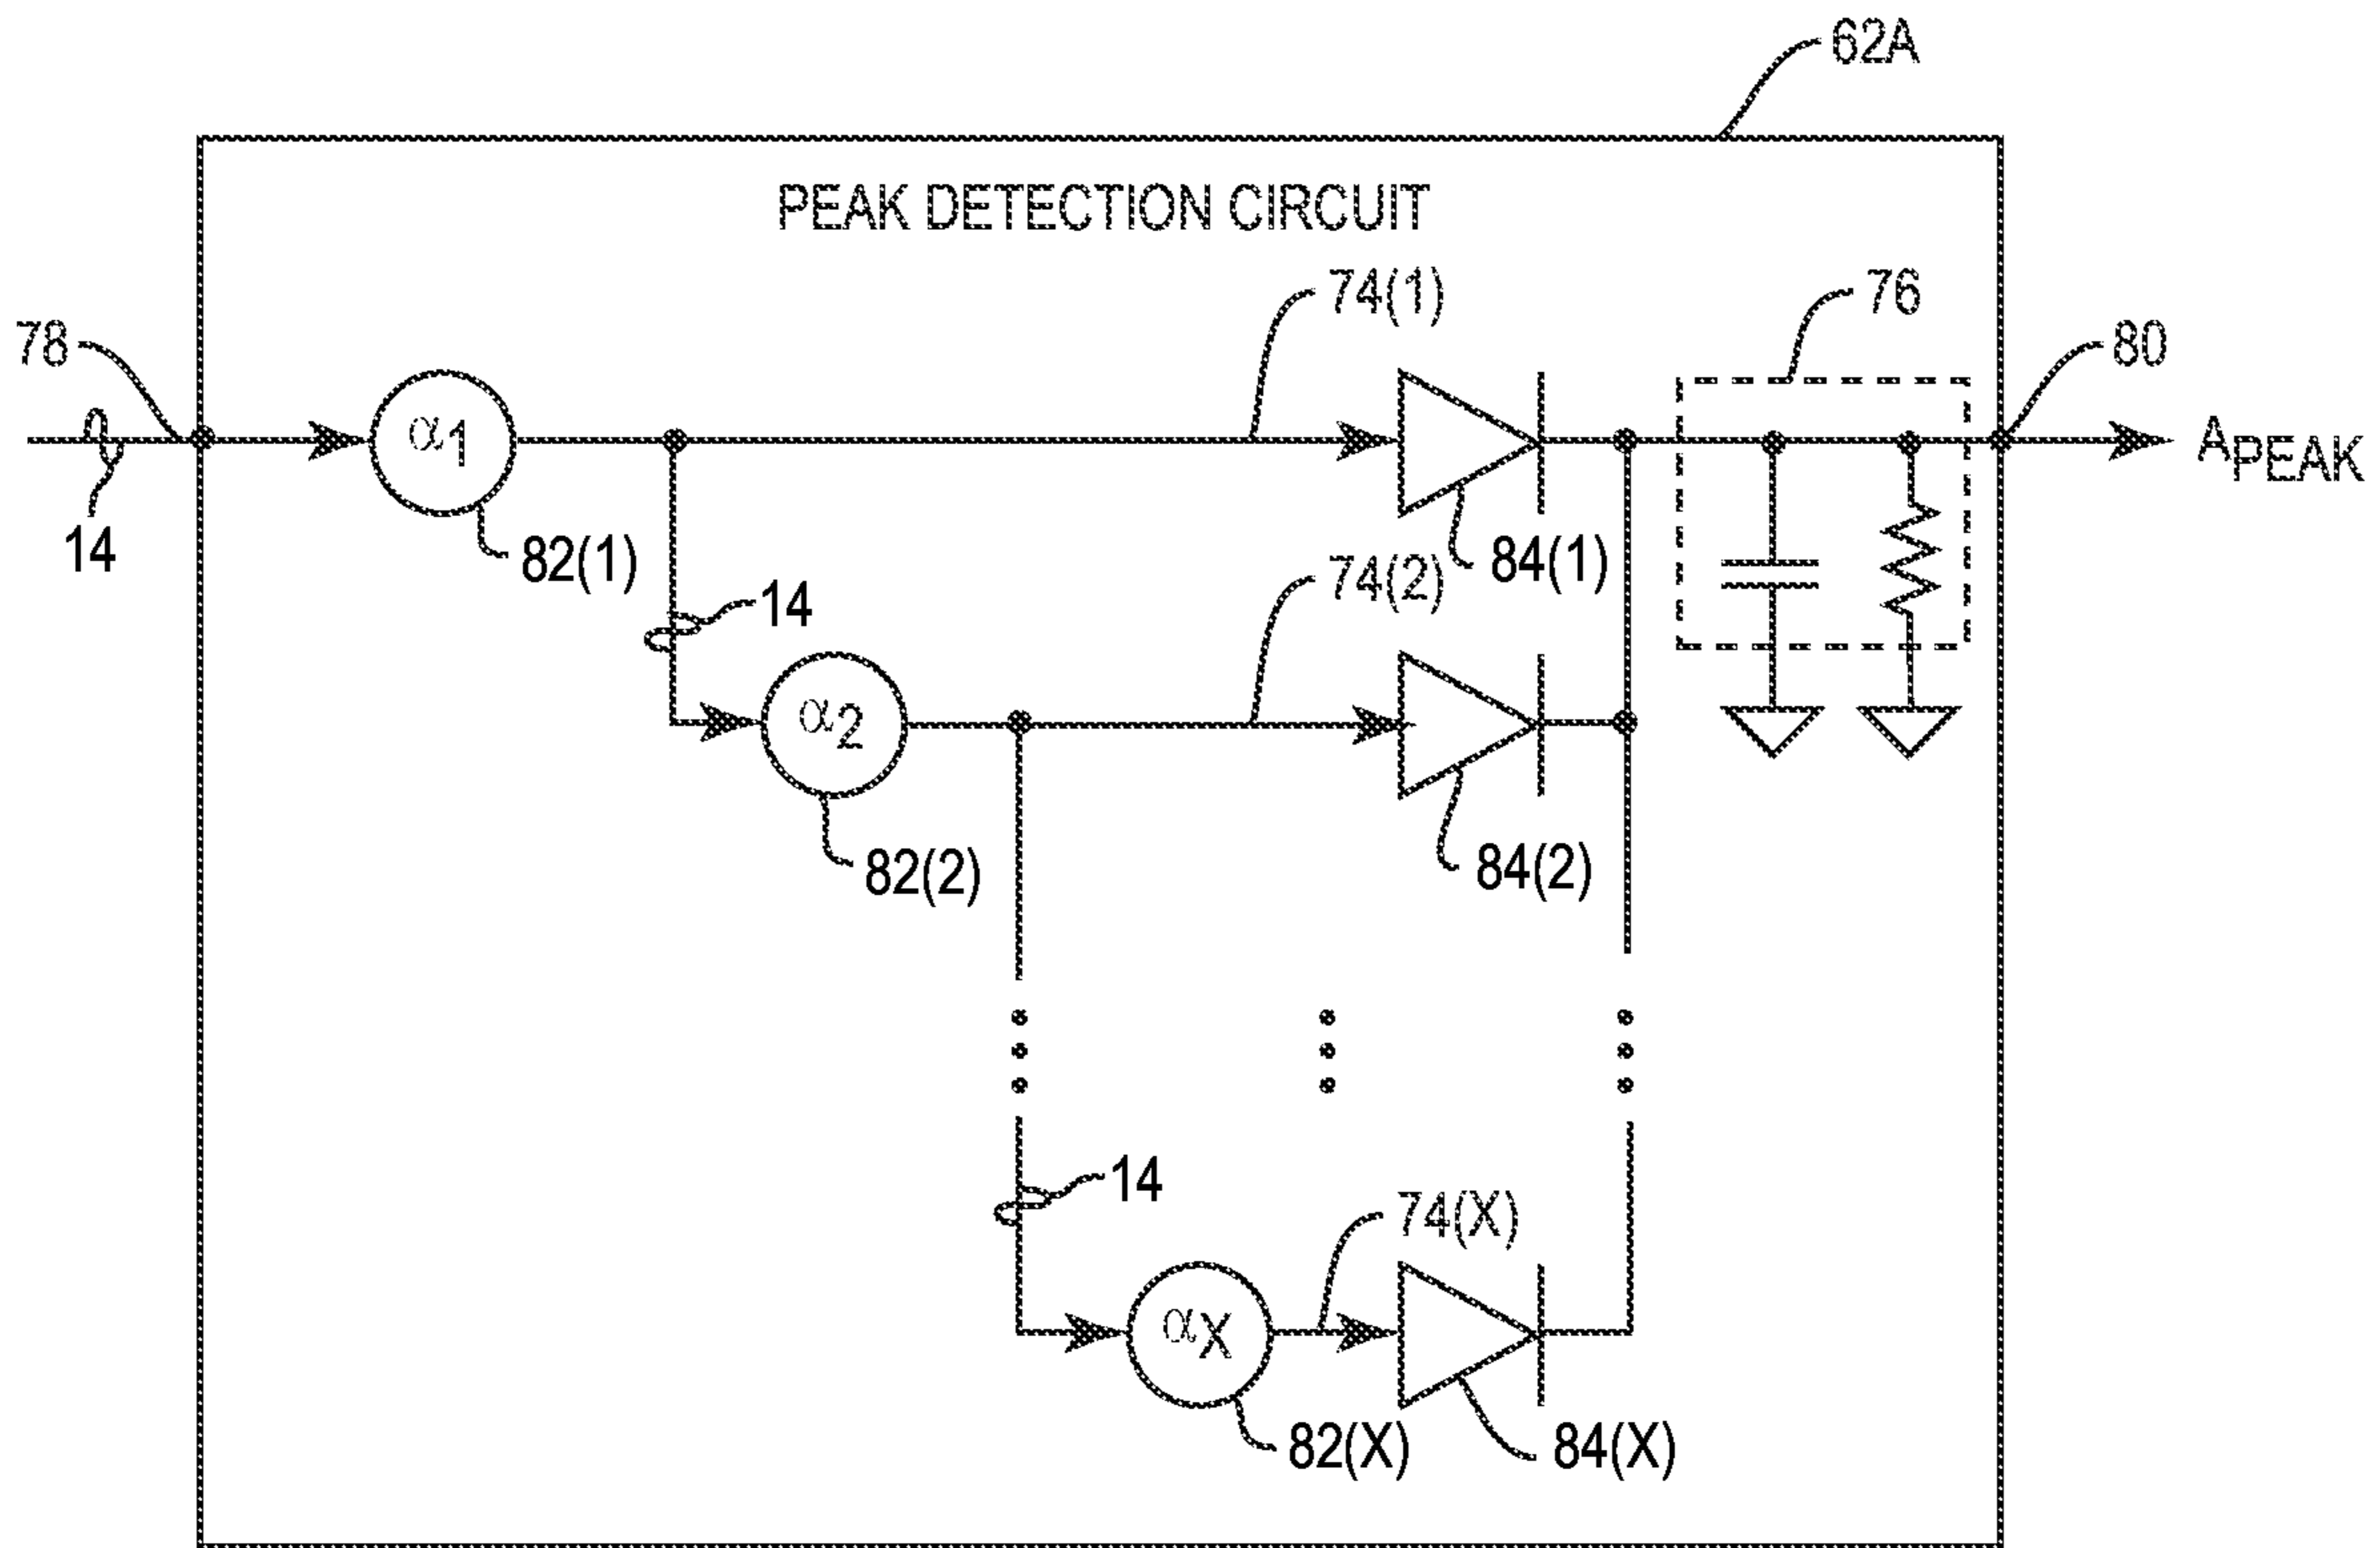 62A
PEAK DETECTION CIRCUIT
74(1)
76
78
80
α1
APEAK
14
82(1)
84(1)
74(2)
14
α2
82(2)
84(2)
14
74(X)
αX
82(X)
84(X)